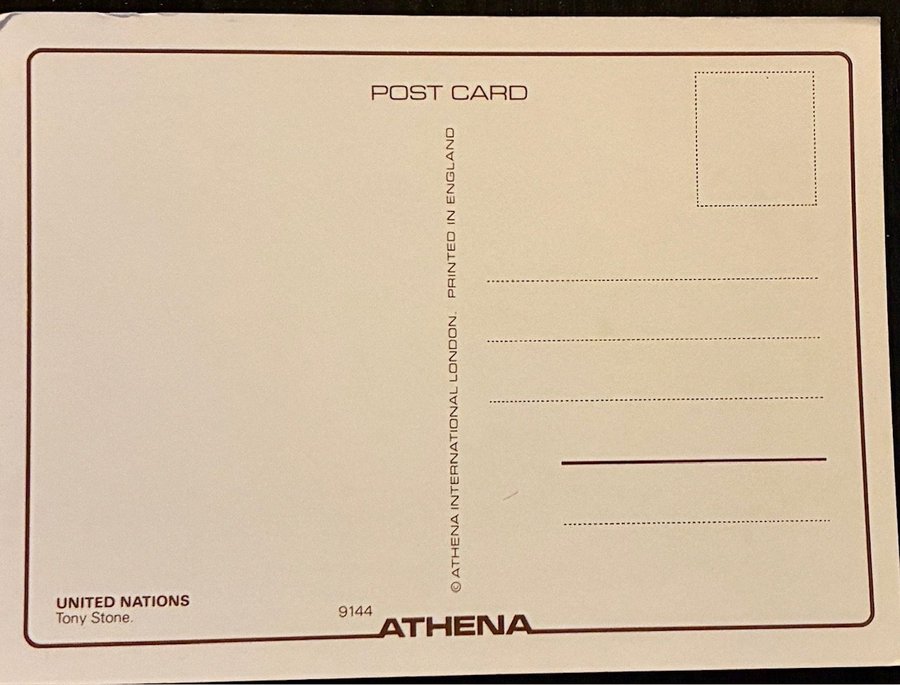 POST CARD
© ATHENA INTERNATIONAL LONDON. PRINTED IN ENGLAND
UNITED NATIONS
Tony Stone.
9144
ATHENA